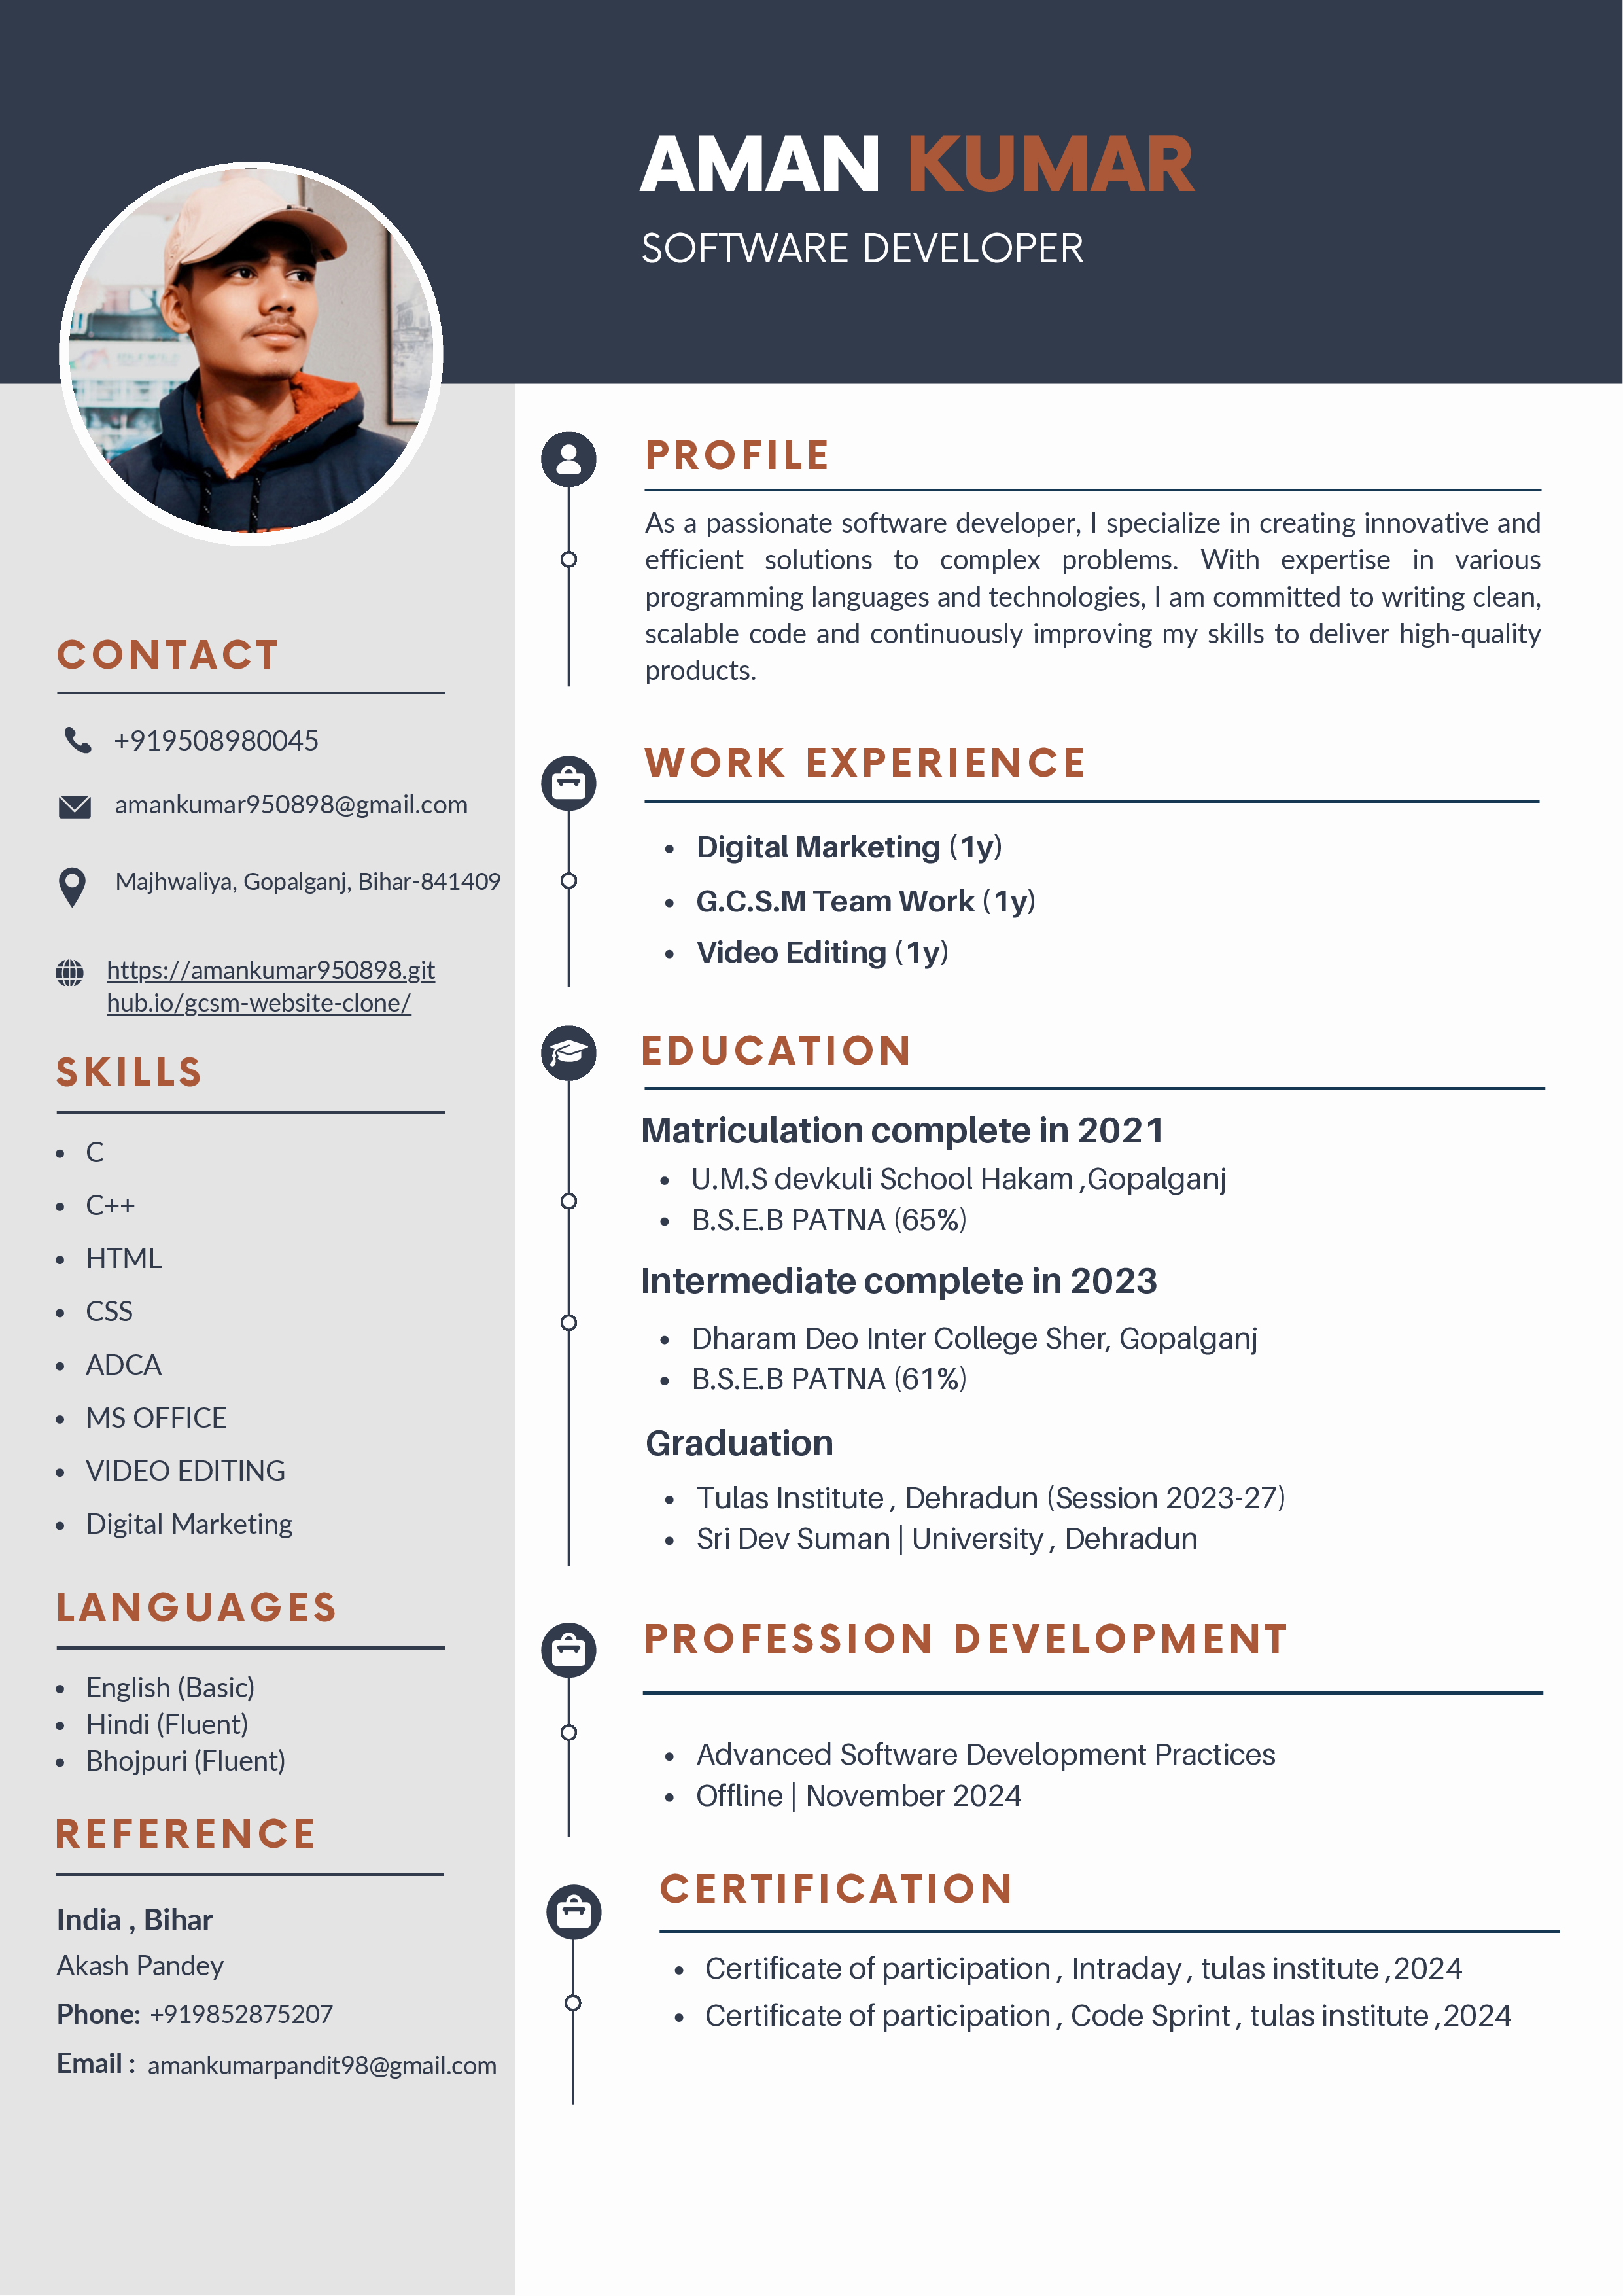 AMAN KUMAR
SOFTWARE DEVELOPER
CONTACT
+919508980045
amankumar950898@gmail.com
Majhwaliya, Gopalganj, Bihar-841409
https://amankumar950898.git
hub.io/gcsm-website-clone/
SKILLS
• C
• C++
• HTML
• CSS
• ADCA
• MS OFFICE
• VIDEO EDITING
• Digital Marketing
LANGUAGES
• English (Basic)
• Hindi (Fluent)
• Bhojpuri (Fluent)
REFERENCE
India , Bihar
Akash Pandey
Phone: +919852875207
Email : amankumarpandit98@gmail.com
PROFILE
As a passionate software developer, I specialize in creating innovative and
efficient solutions to complex problems. With expertise in various
programming languages and technologies, I am committed to writing clean,
scalable code and continuously improving my skills to deliver high-quality
products.
WORK EXPERIENCE
• Digital Marketing (1y)
• G.C.S.M Team Work (1y)
• Video Editing (1y)
EDUCATION
Matriculation complete in 2021
• U.M.S devkuli School Hakam ,Gopalganj
• B.S.E.B PATNA (65%)
Intermediate complete in 2023
• Dharam Deo Inter College Sher, Gopalganj
• B.S.E.B PATNA (61%)
Graduation
• Tulas Institute , Dehradun (Session 2023-27)
• Sri Dev Suman | University , Dehradun
PROFESSION DEVELOPMENT
• Advanced Software Development Practices
• Offline | November 2024
CERTIFICATION
• Certificate of participation , Intraday , tulas institute ,2024
• Certificate of participation , Code Sprint , tulas institute ,2024